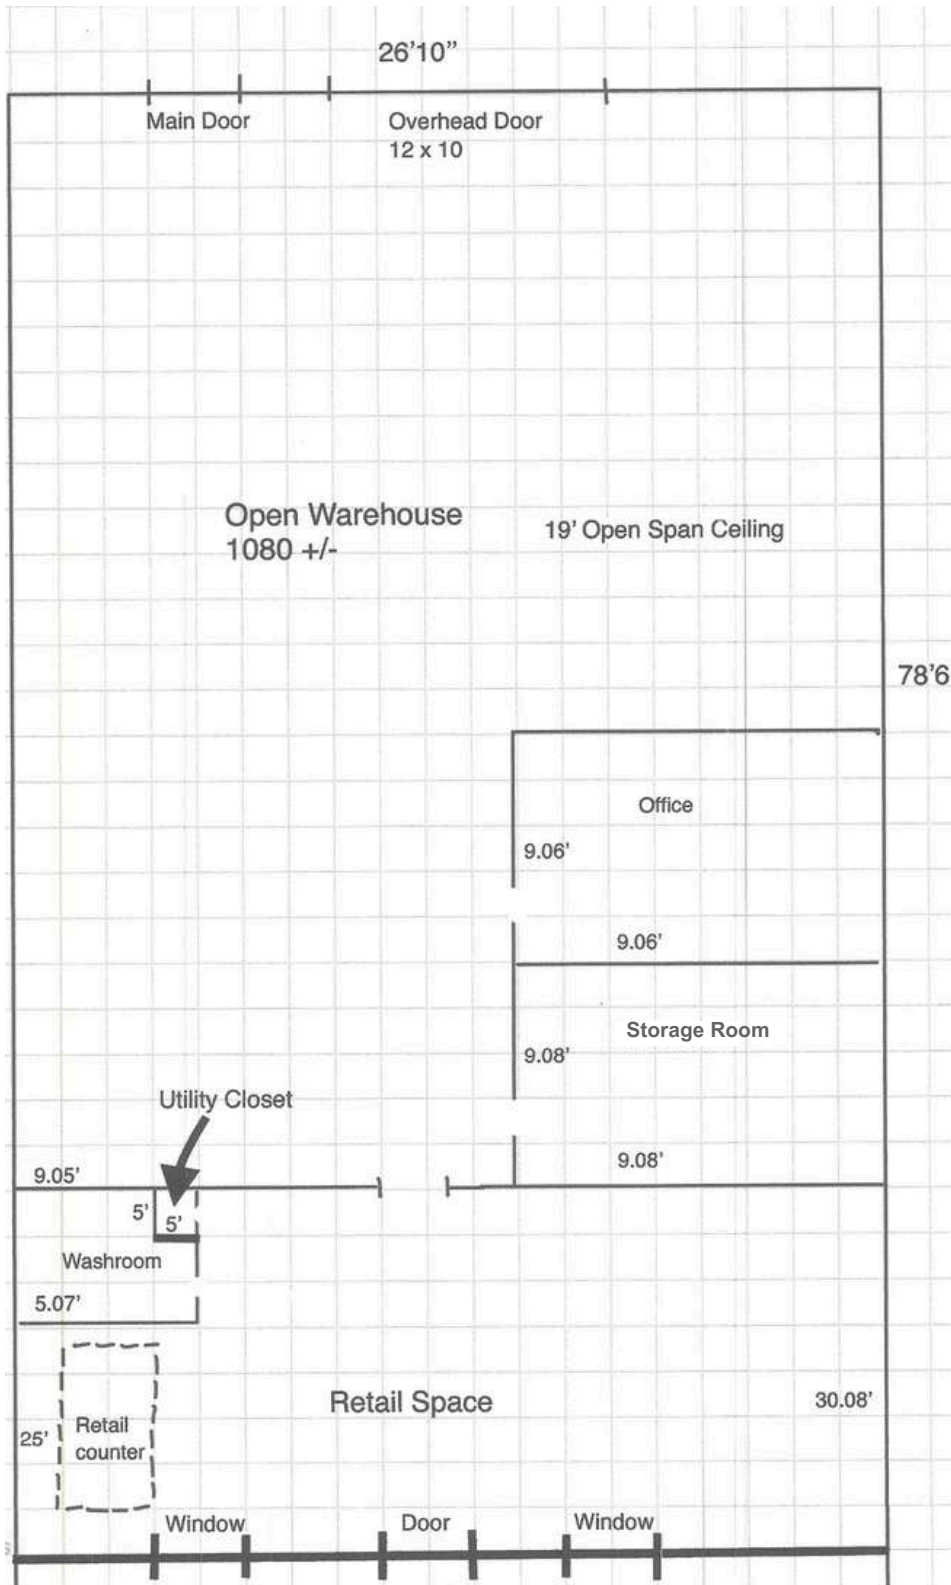 26'10"
Main Door
Overhead Door
12 x 10
Open Warehouse
1080 +/-
19' Open Span Ceiling
78'6
Office
9.06'
9.06'
Storage Room
9.08'
Utility Closet
9.08'
9.05'
5'
5'
Washroom
5.07'
Retail Space
30.08'
25'
Retail
counter
Window
Door
Window